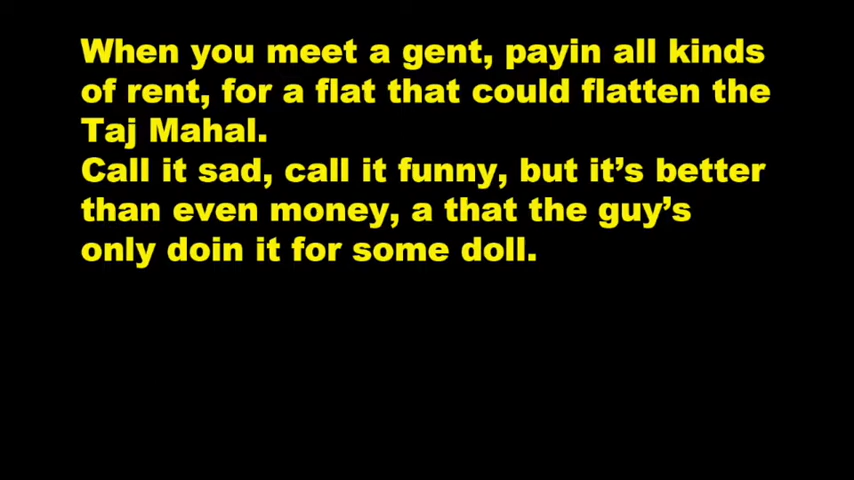 When you meet a gent, payin all kinds
of rent, for a flat that could flatten the
Taj Mahal.
Call it sad, call it funny, but it’s better
than even money, a that the guy’s
only doin it for some doll.